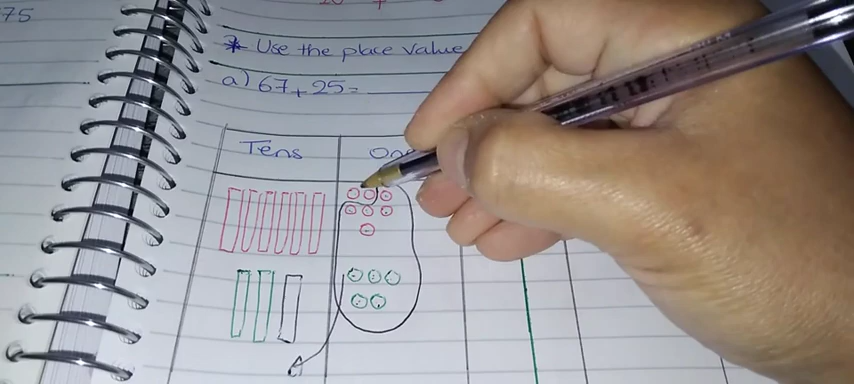 75
* Use the place value
a) 67 + 25 =
Tens